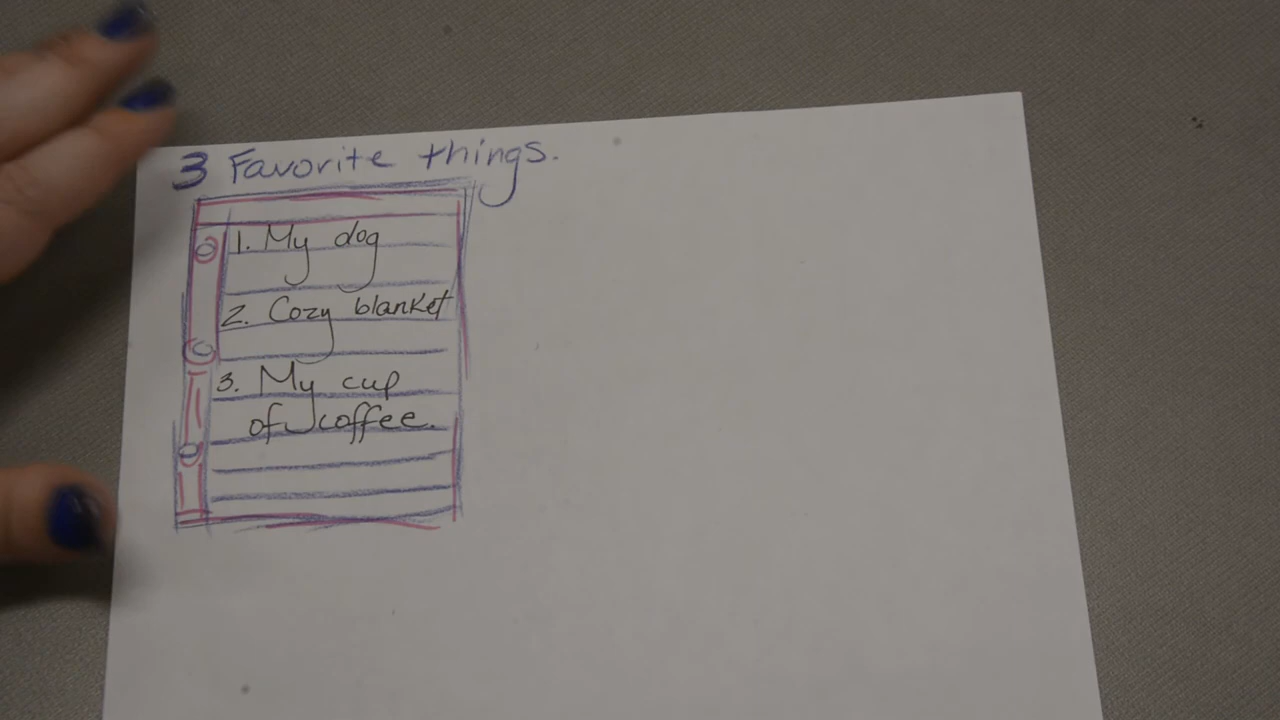 3 Favorite things.
1. My dog
2. Cozy blanket
3. My cup
of coffee.